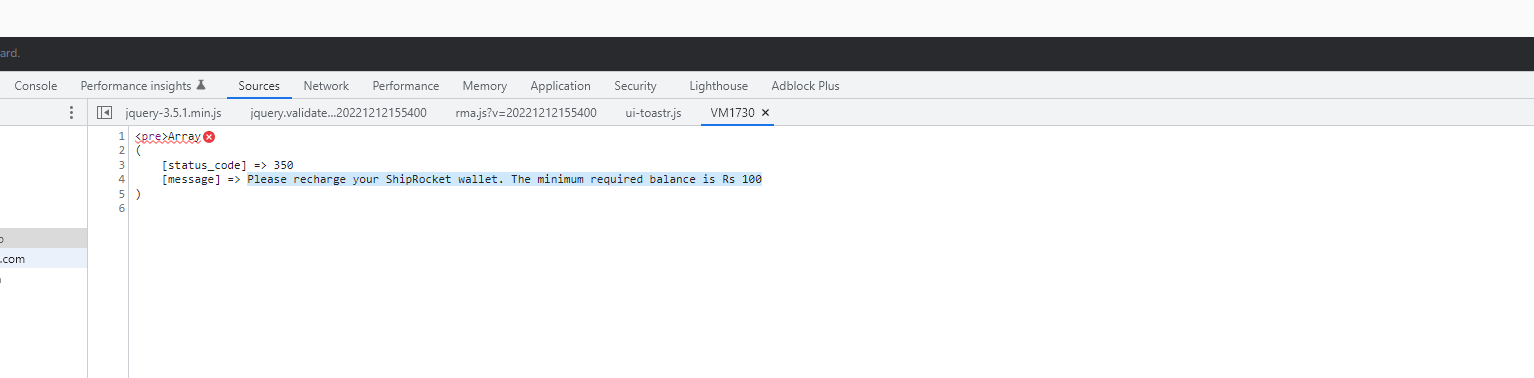 ard.
Console Performance insights Sources Network Performance Memory Application Security Lighthouse Adblock Plus
jquery-3.5.1.min.js jquery.validate...20221212155400 rma.js?v=20221212155400 ui-toastr.js VM1730 ×
1 <pre>Array
2 (
3 [status_code] => 350
4 [message] => Please recharge your ShipRocket wallet. The minimum required balance is Rs 100
5 )
6
.com